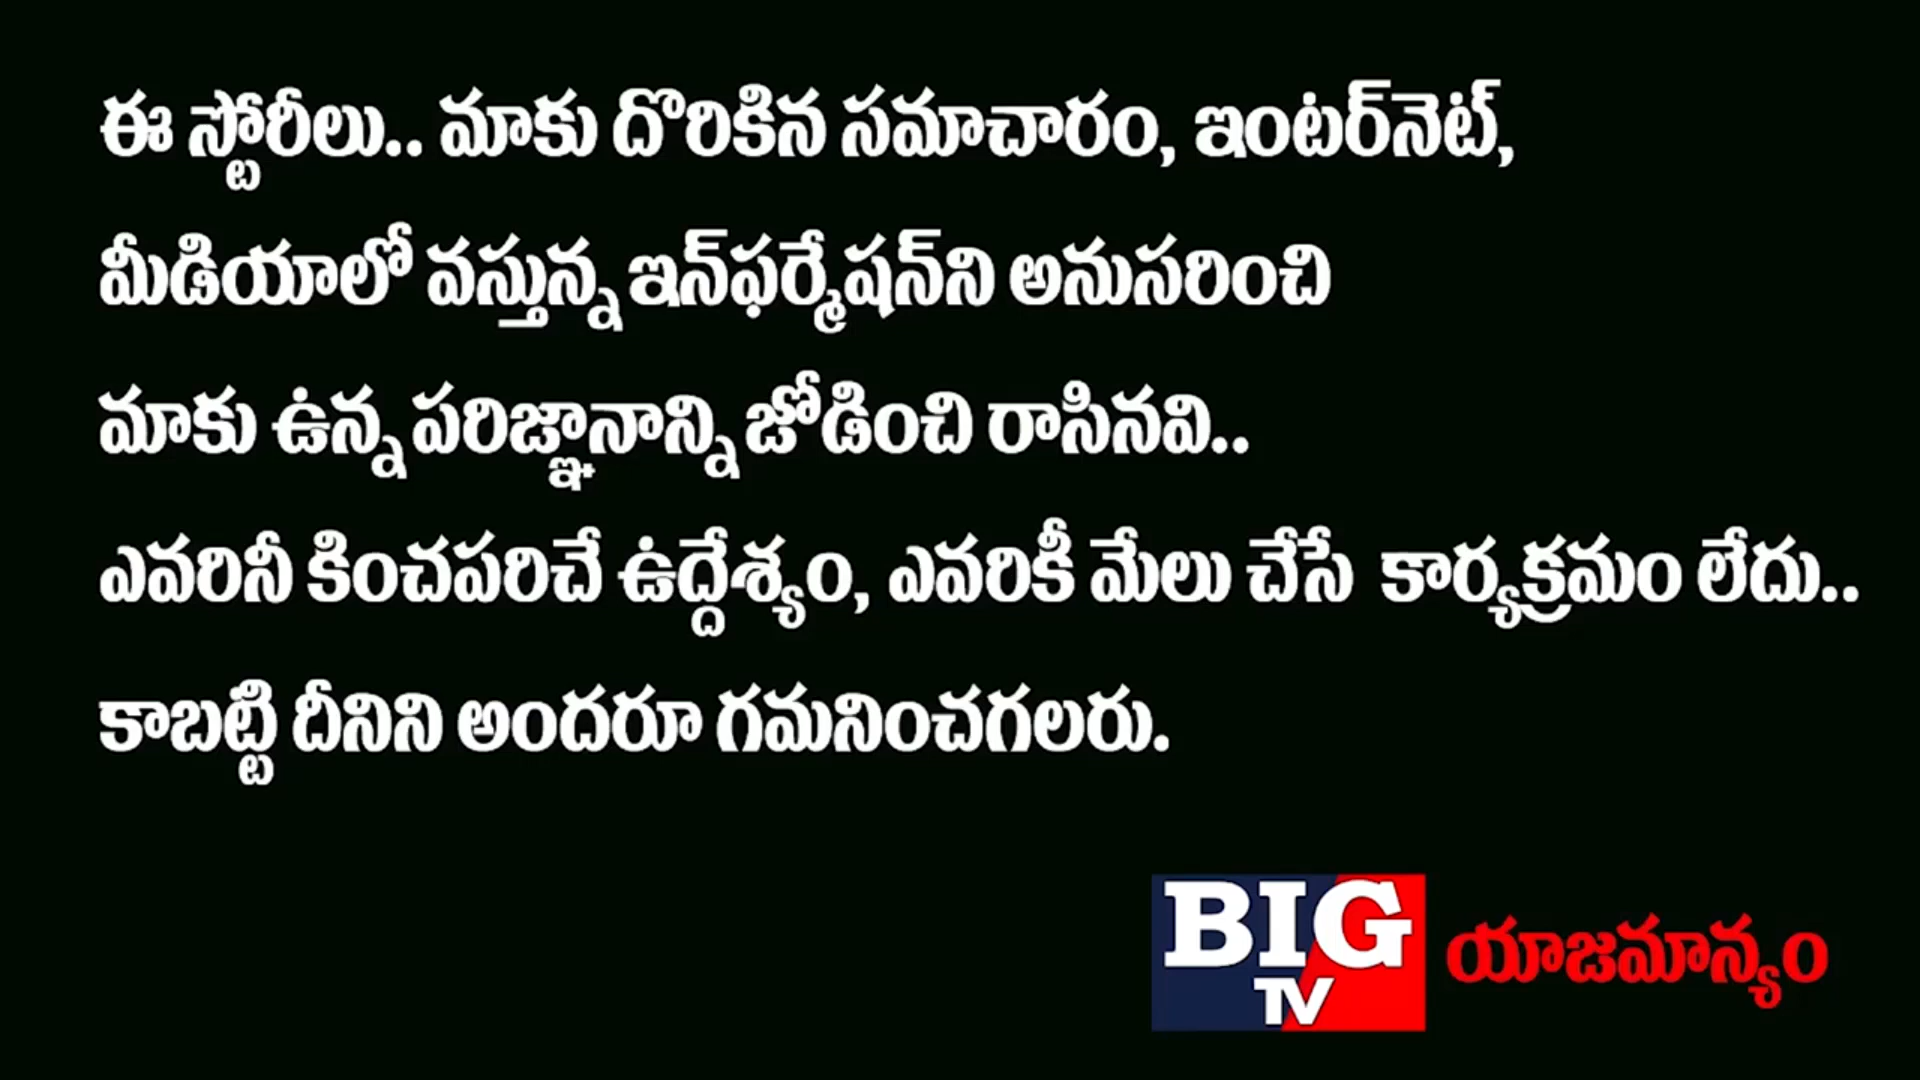 ఈ స్టోరీలు.. మాకు దొరికిన సమాచారం, ఇంటర్‌నెట్,
మీడియాలో వస్తున్న ఇన్‌ఫర్మేషన్‌ని అనుసరించి
మాకు ఉన్న పరిజ్ఞానాన్ని జోడించి రాసినవి..
ఎవరినీ కించపరిచే ఉద్దేశ్యం, ఎవరికీ మేలు చేసే కార్యక్రమం లేదు..
కాబట్టి దీనిని అందరూ గమనించగలరు.
BIG TV యాజమాన్యం